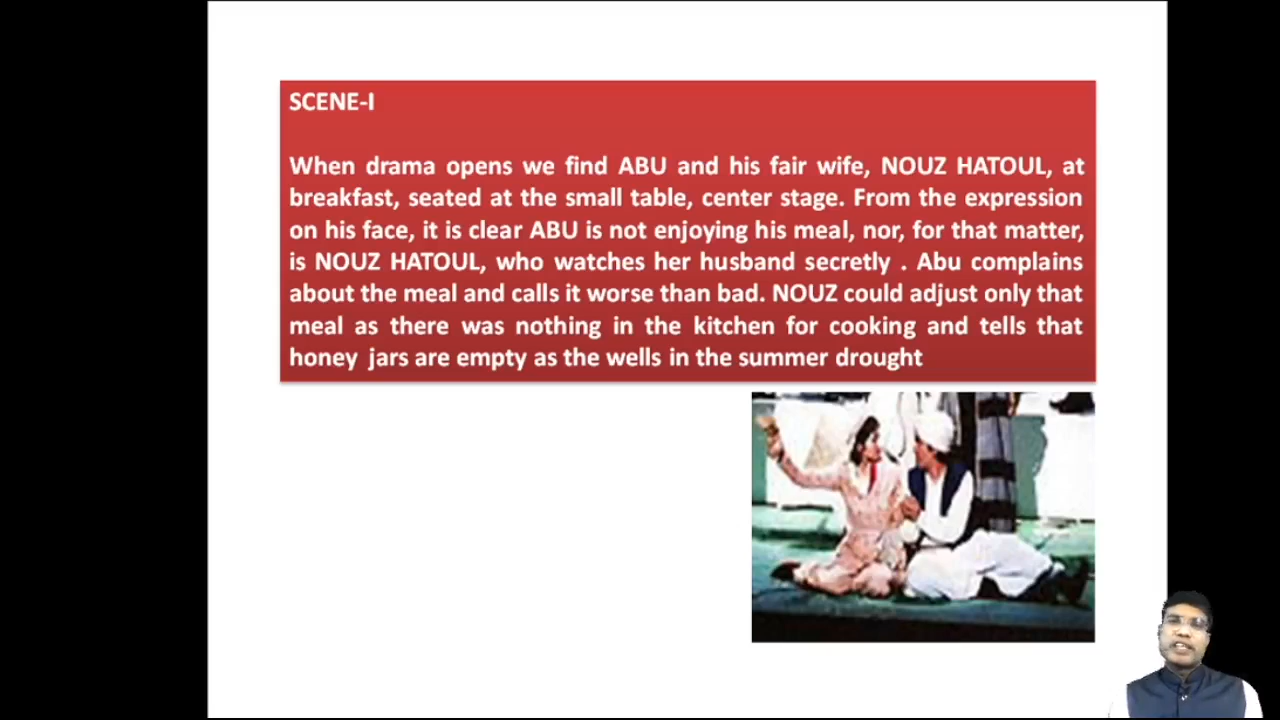 SCENE-I
When drama opens we find ABU and his fair wife, NOUZ HATOUL, at
breakfast, seated at the small table, center stage. From the expression
on his face, it is clear ABU is not enjoying his meal, nor, for that matter,
is NOUZ HATOUL, who watches her husband secretly . Abu complains
about the meal and calls it worse than bad. NOUZ could adjust only that
meal as there was nothing in the kitchen for cooking and tells that
honey jars are empty as the wells in the summer drought